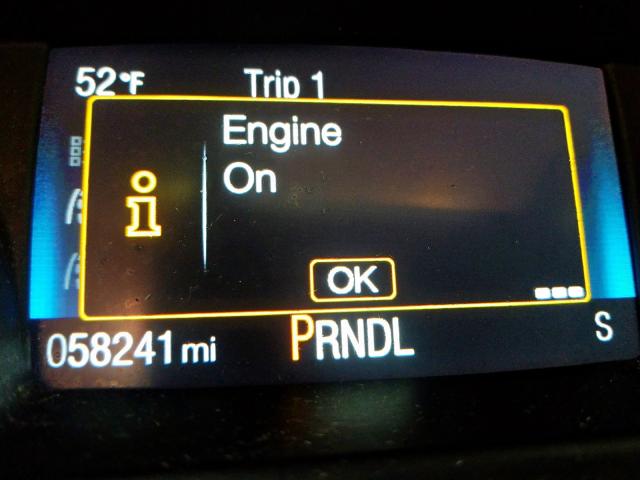 52°F Trip 1
Engine
On
OK
058241 mi PRNDL S